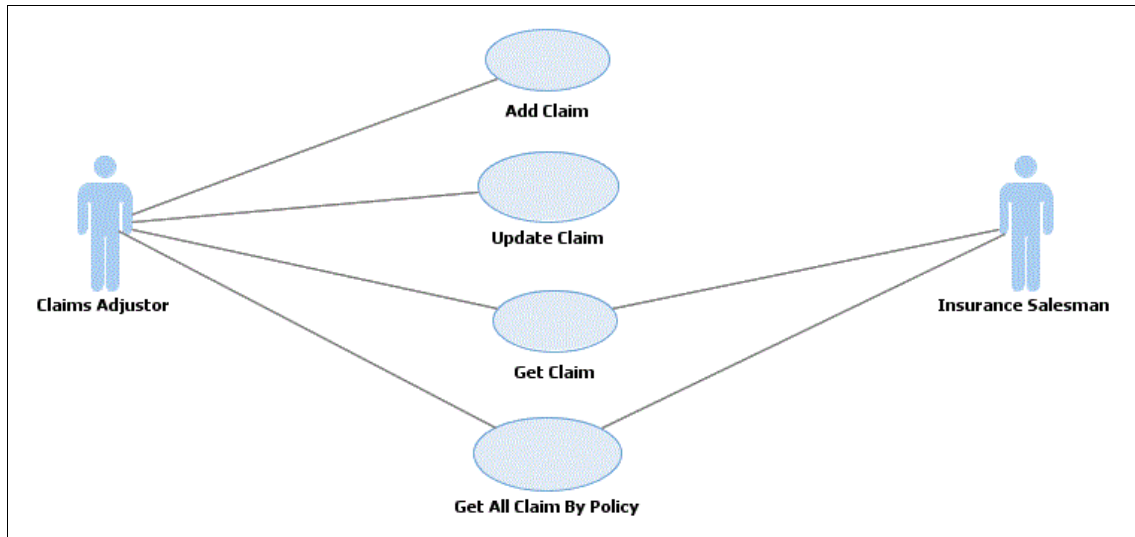 Add Claim
Update Claim
Claims Adjustor
Insurance Salesman
Get Claim
Get All Claim By Policy